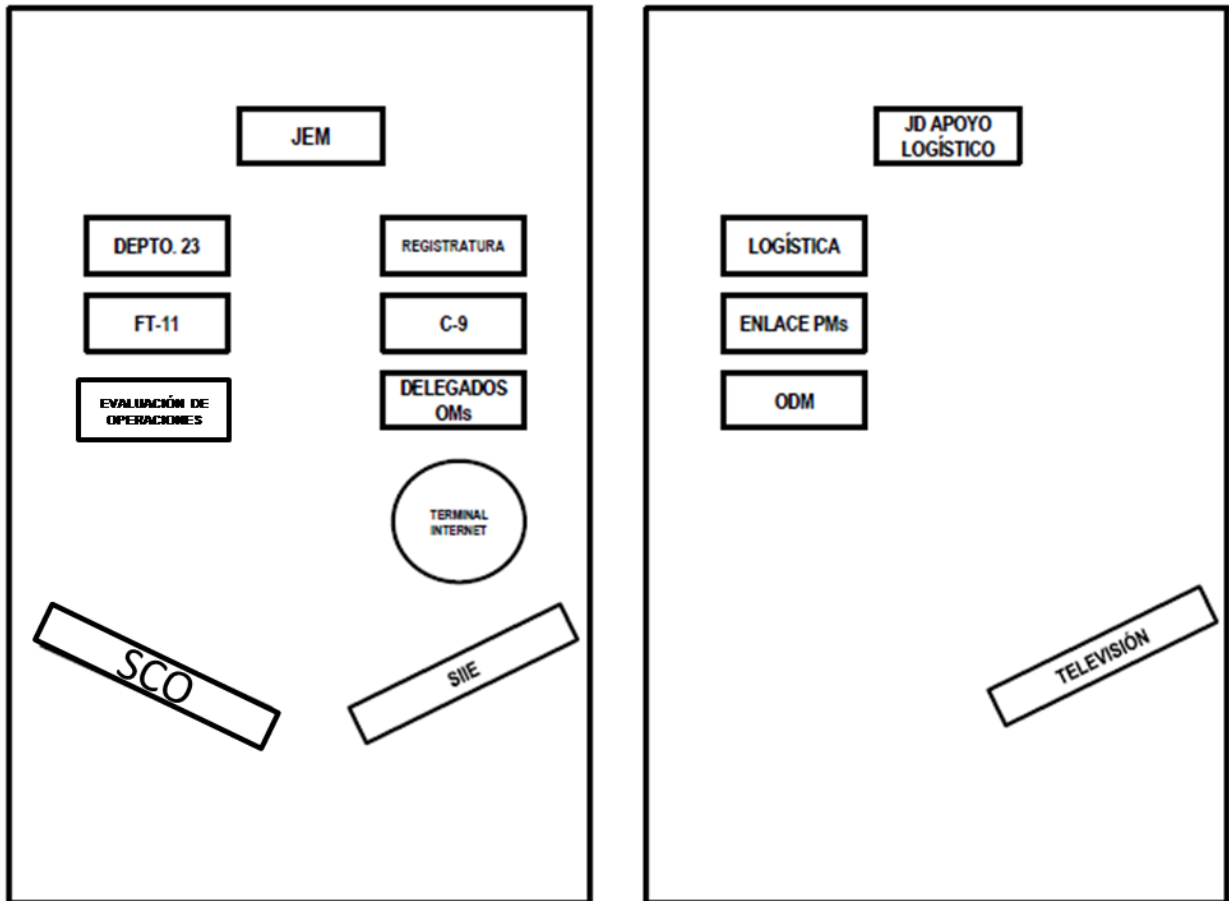 JEM
DEPTO. 23
REGISTRATURA
FT-11
C-9
EVALUACIÓN DE
OPERACIONES
DELEGADOS
OMs
TERMINAL
INTERNET
SCO
SIIE
JD APOYO
LOGÍSTICO
LOGÍSTICA
ENLACE PMs
ODM
TELEVISIÓN